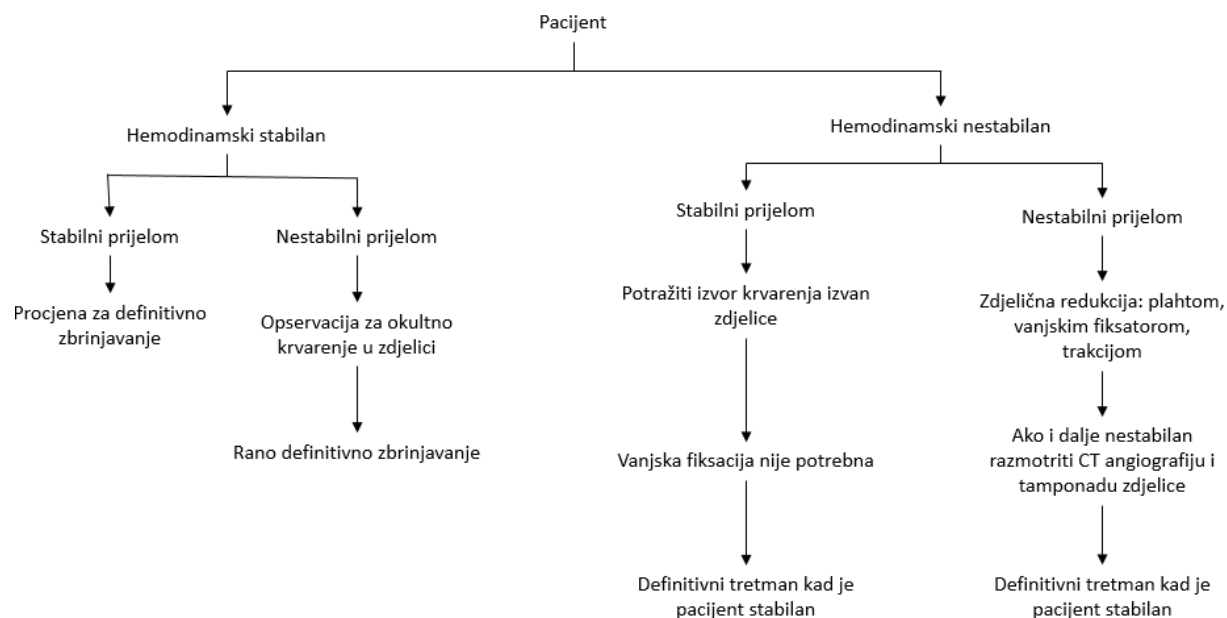 Pacijent
Hemodinamski stabilan
Hemodinamski nestabilan
Stabilni prijelom
Nestabilni prijelom
Stabilni prijelom
Nestabilni prijelom
Procjena za definitivno
zbrinjavanje
Opservacija za okultno
krvarenje u zdjelici
Rano definitivno zbrinjavanje
Potražiti izvor krvarenja izvan
zdjelice
Vanjska fiksacija nije potrebna
Definitivni tretman kad je
pacijent stabilan
Zdjelična redukcija: plahtom,
vanjskim fiksatorom,
trakcijom
Ako i dalje nestabilan
razmotriti CT angiografiju i
tamponadu zdjelice
Definitivni tretman kad je
pacijent stabilan